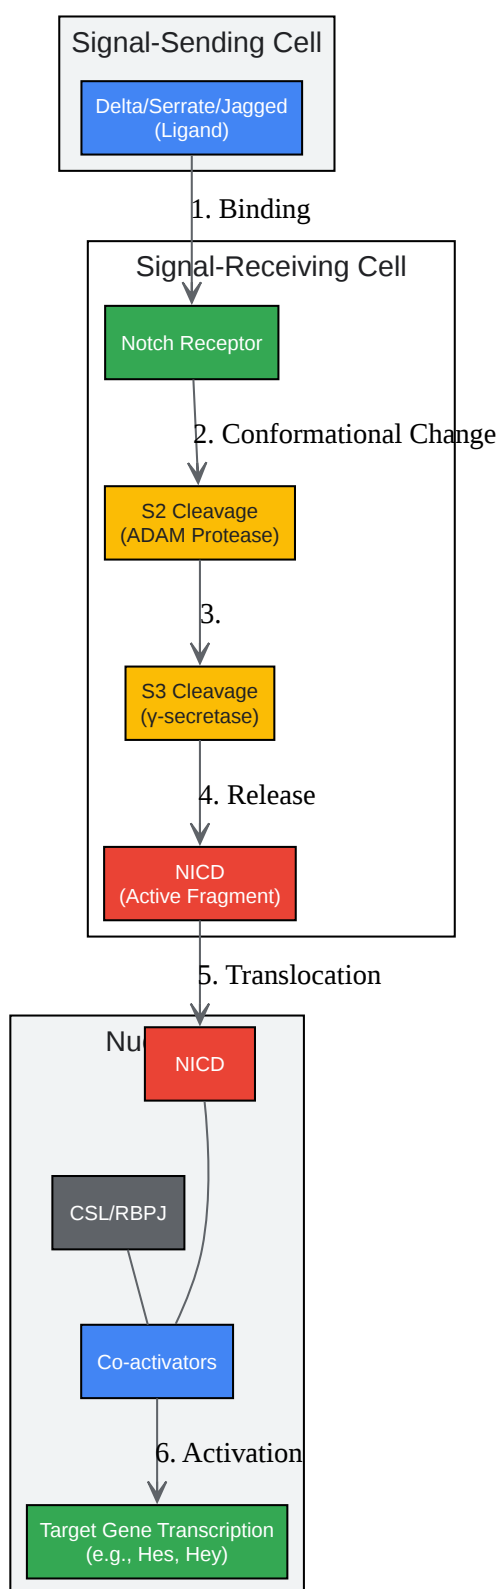 Signal-Sending Cell
Delta/Serrate/Jagged
(Ligand)
1. Binding
Signal-Receiving Cell
Notch Receptor
2. Conformational Change
S2 Cleavage
(ADAM Protease)
3.
S3 Cleavage
(γ-secretase)
4. Release
NICD
(Active Fragment)
5. Translocation
NICD
CSL/RBPJ
Co-activators
6. Activation
Target Gene Transcription
(e.g., Hes, Hey)